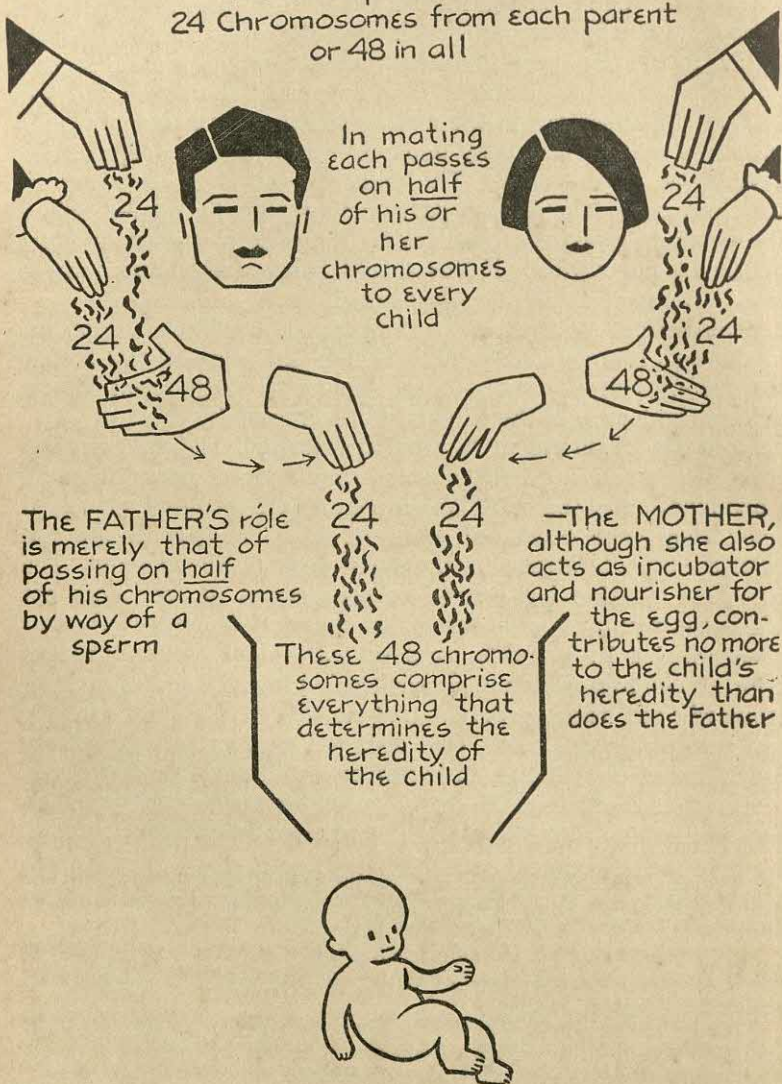 24 Chromosomes from each parent
or 48 in all
In mating
each passes
on half
of his or
her
chromosomes
to every
child
24
24
48
24
24
48
24
24
The FATHER'S rôle
is merely that of
passing on half
of his chromosomes
by way of a
sperm
—The MOTHER,
although she also
acts as incubator
and nourisher for
the egg, con-
tributes no more
to the child's
heredity than
does the Father
These 48 chromo-
somes comprise
everything that
determines the
heredity of
the child